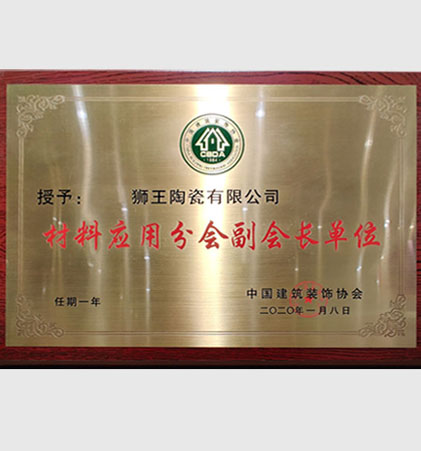 CBDA
1984
授予： 狮王陶瓷有限公司
材料应用分会副会长单位
任期一年
中国建筑装饰协会
二〇二〇年一月八日